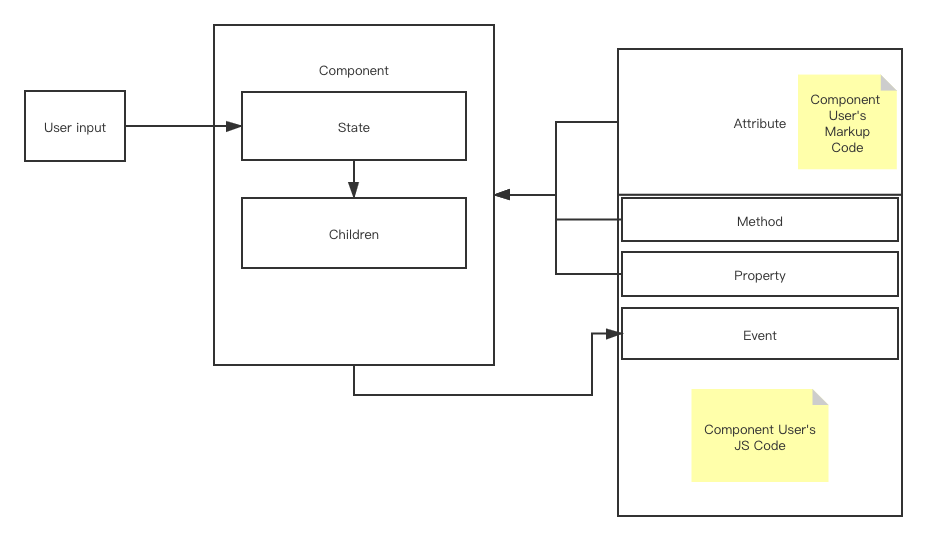 User input
Component
State
Children
Attribute
Component
User's
Markup
Code
Method
Property
Event
Component User's
JS Code